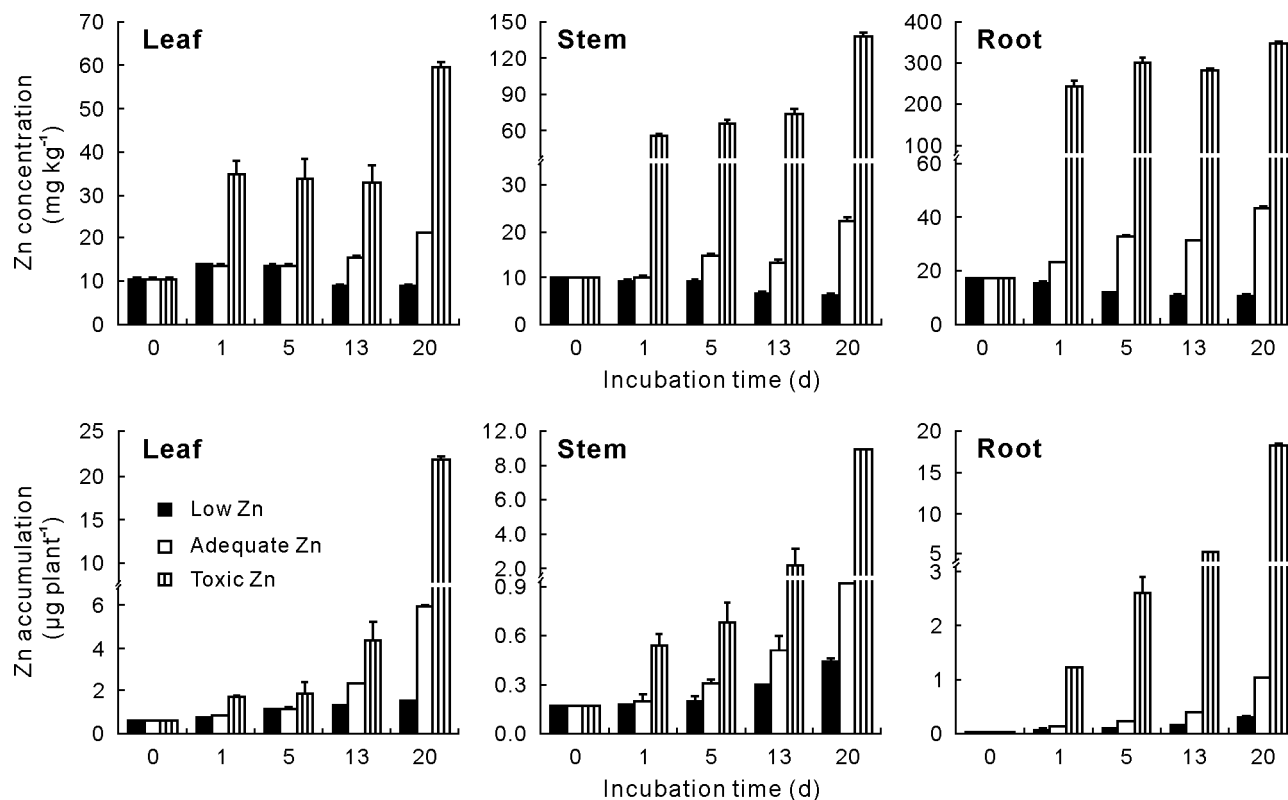 Leaf
Stem
Root
Zn concentration
(mg kg⁻¹)
70
60
50
40
30
20
10
0
0 1 5 13 20
150
120
90
60
30
20
10
0
0 1 5 13 20
400
300
200
100
60
40
20
0
0 1 5 13 20
Incubation time (d)
Leaf
Stem
Root
Low Zn
Adequate Zn
Toxic Zn
Zn accumulation
(µg plant⁻¹)
25
20
15
10
6
4
2
0
0 1 5 13 20
12.0
8.0
6.0
4.0
2.0
0.9
0.6
0.3
0.0
0 1 5 13 20
20
15
10
5
3
2
1
0
0 1 5 13 20
Incubation time (d)